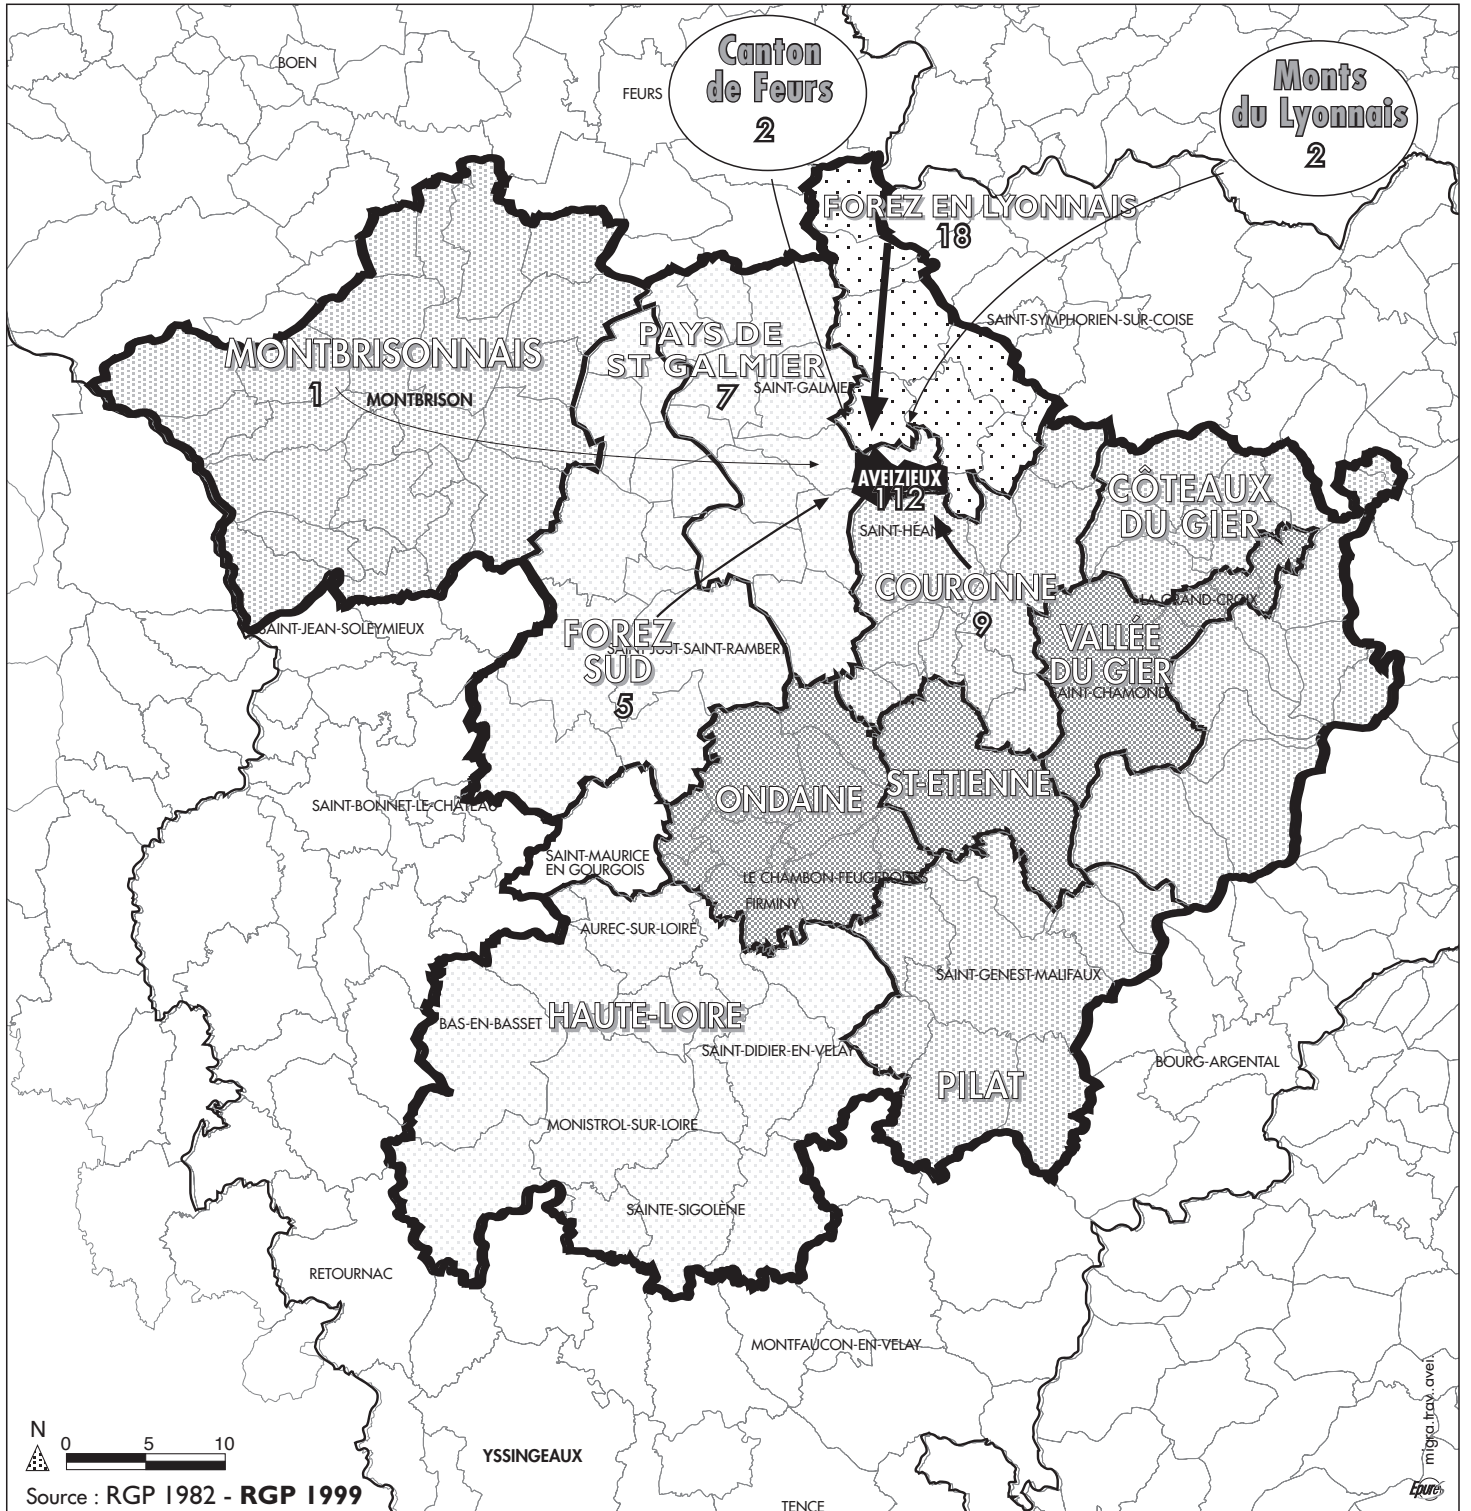 BOEN
FEURS
Canton
de Feurs
2
Monts
du Lyonnais
2
FOREZ EN LYONNAIS
18
SAINT-SYMPHORIEN-SUR-COISE
MONTBRISONNAIS
1
MONTBRISON
PAYS DE
ST GALMIER
7
SAINT-GALMIER
AVEIZIEUX
112
SAINT-HÉAND
CÔTEAUX
DU GIER
COURONNE
9
LA-GRAND-CROIX
VALLÉE
DU GIER
SAINT-CHAMOND
SAINT-JEAN-SOLEYMIEUX
FOREZ
SUD
5
SAINT-JUST-SAINT-RAMBERT
ONDAINE
ST-ETIENNE
SAINT-BONNET-LE-CHÂTEAU
SAINT-MAURICE
EN GOURGOIS
LE CHAMBON-FEUGEROLLES
FIRMINY
AUREC-SUR-LOIRE
SAINT-GENEST-MALIFAUX
BAS-EN-BASSET
HAUTE-LOIRE
SAINT-DIDIER-EN-VELAY
BOURG-ARGENTAL
PILAT
MONISTROL-SUR-LOIRE
SAINTE-SIGOLÈNE
RETOURNAC
MONTFAUCON-EN-VELAY
YSSINGEAUX
TENCE
N
0 5 10
Source : RGP 1982 - RGP 1999
migra.trav.avei.
Epures